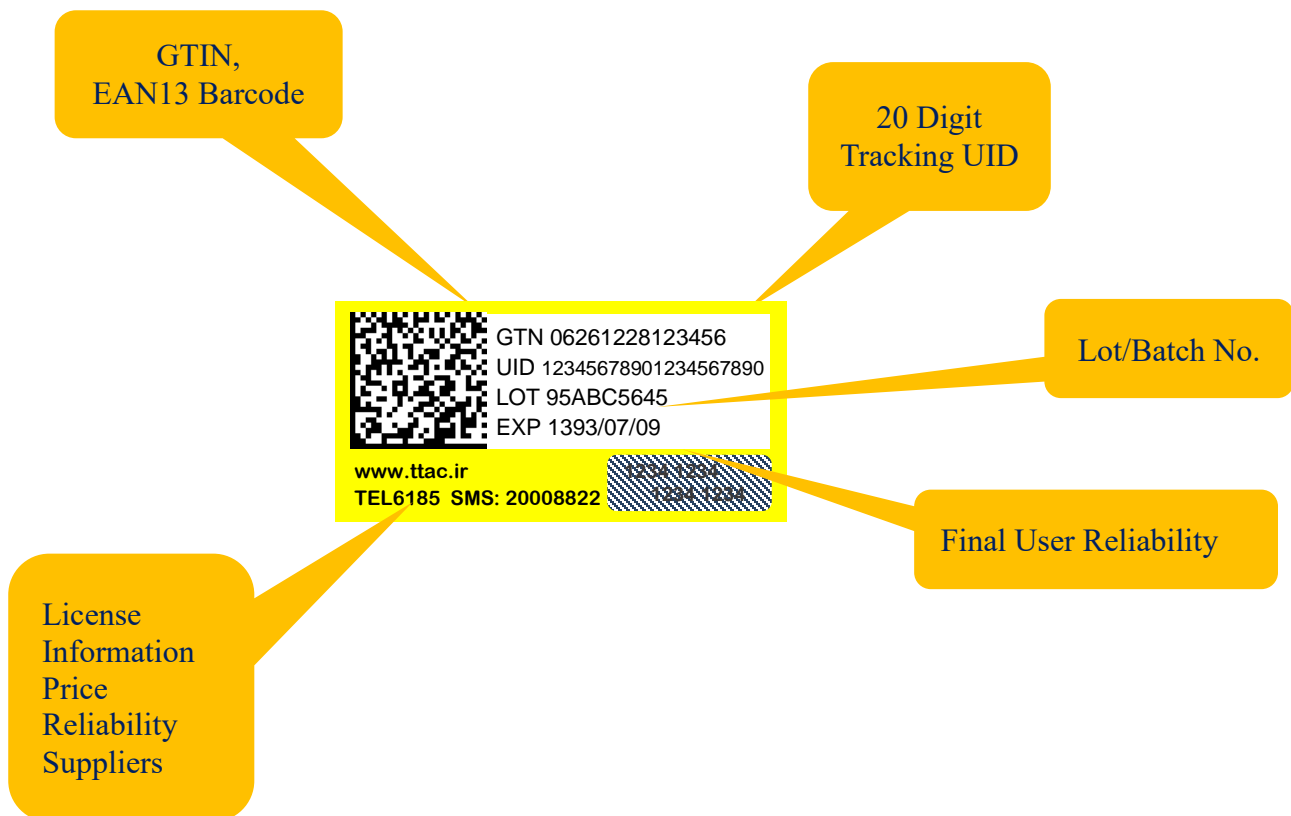 GTIN,
EAN13 Barcode
20 Digit
Tracking UID
GTN 06261228123456
UID 12345678901234567890
LOT 95ABC5645
EXP 1393/07/09
Lot/Batch No.
www.ttac.ir
TEL6185 SMS: 20008822
1234 1234
1234 1234
Final User Reliability
License
Information
Price
Reliability
Suppliers